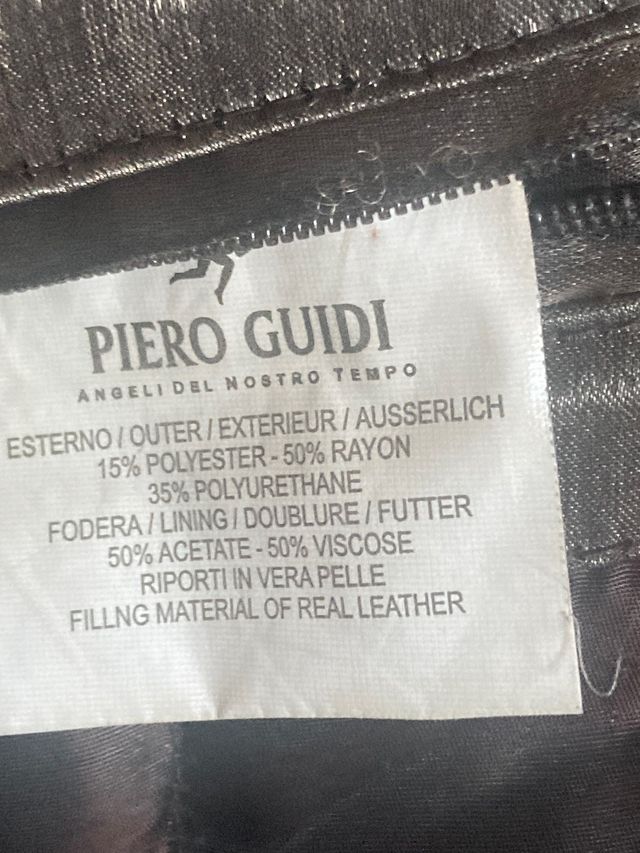 PIERO GUIDI
ANGELI DEL NOSTRO TEMPO
ESTERNO / OUTER / EXTERIEUR / AUSSERLICH
15% POLYESTER - 50% RAYON
35% POLYURETHANE
FODERA / LINING / DOUBLURE / FUTTER
50% ACETATE - 50% VISCOSE
RIPORTI IN VERA PELLE
FILLNG MATERIAL OF REAL LEATHER